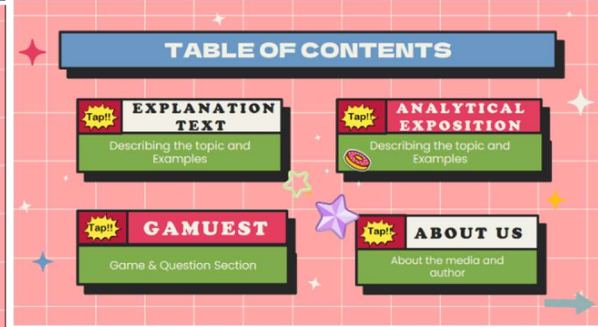 TABLE OF CONTENTS
Tap!!
EXPLANATION
TEXT
Describing the topic and
Examples
Tap!!
ANALYTICAL
EXPOSITION
Describing the topic and
Examples
Tap!!
GAMUEST
Game & Question Section
Tap!!
ABOUT US
About the media and
author